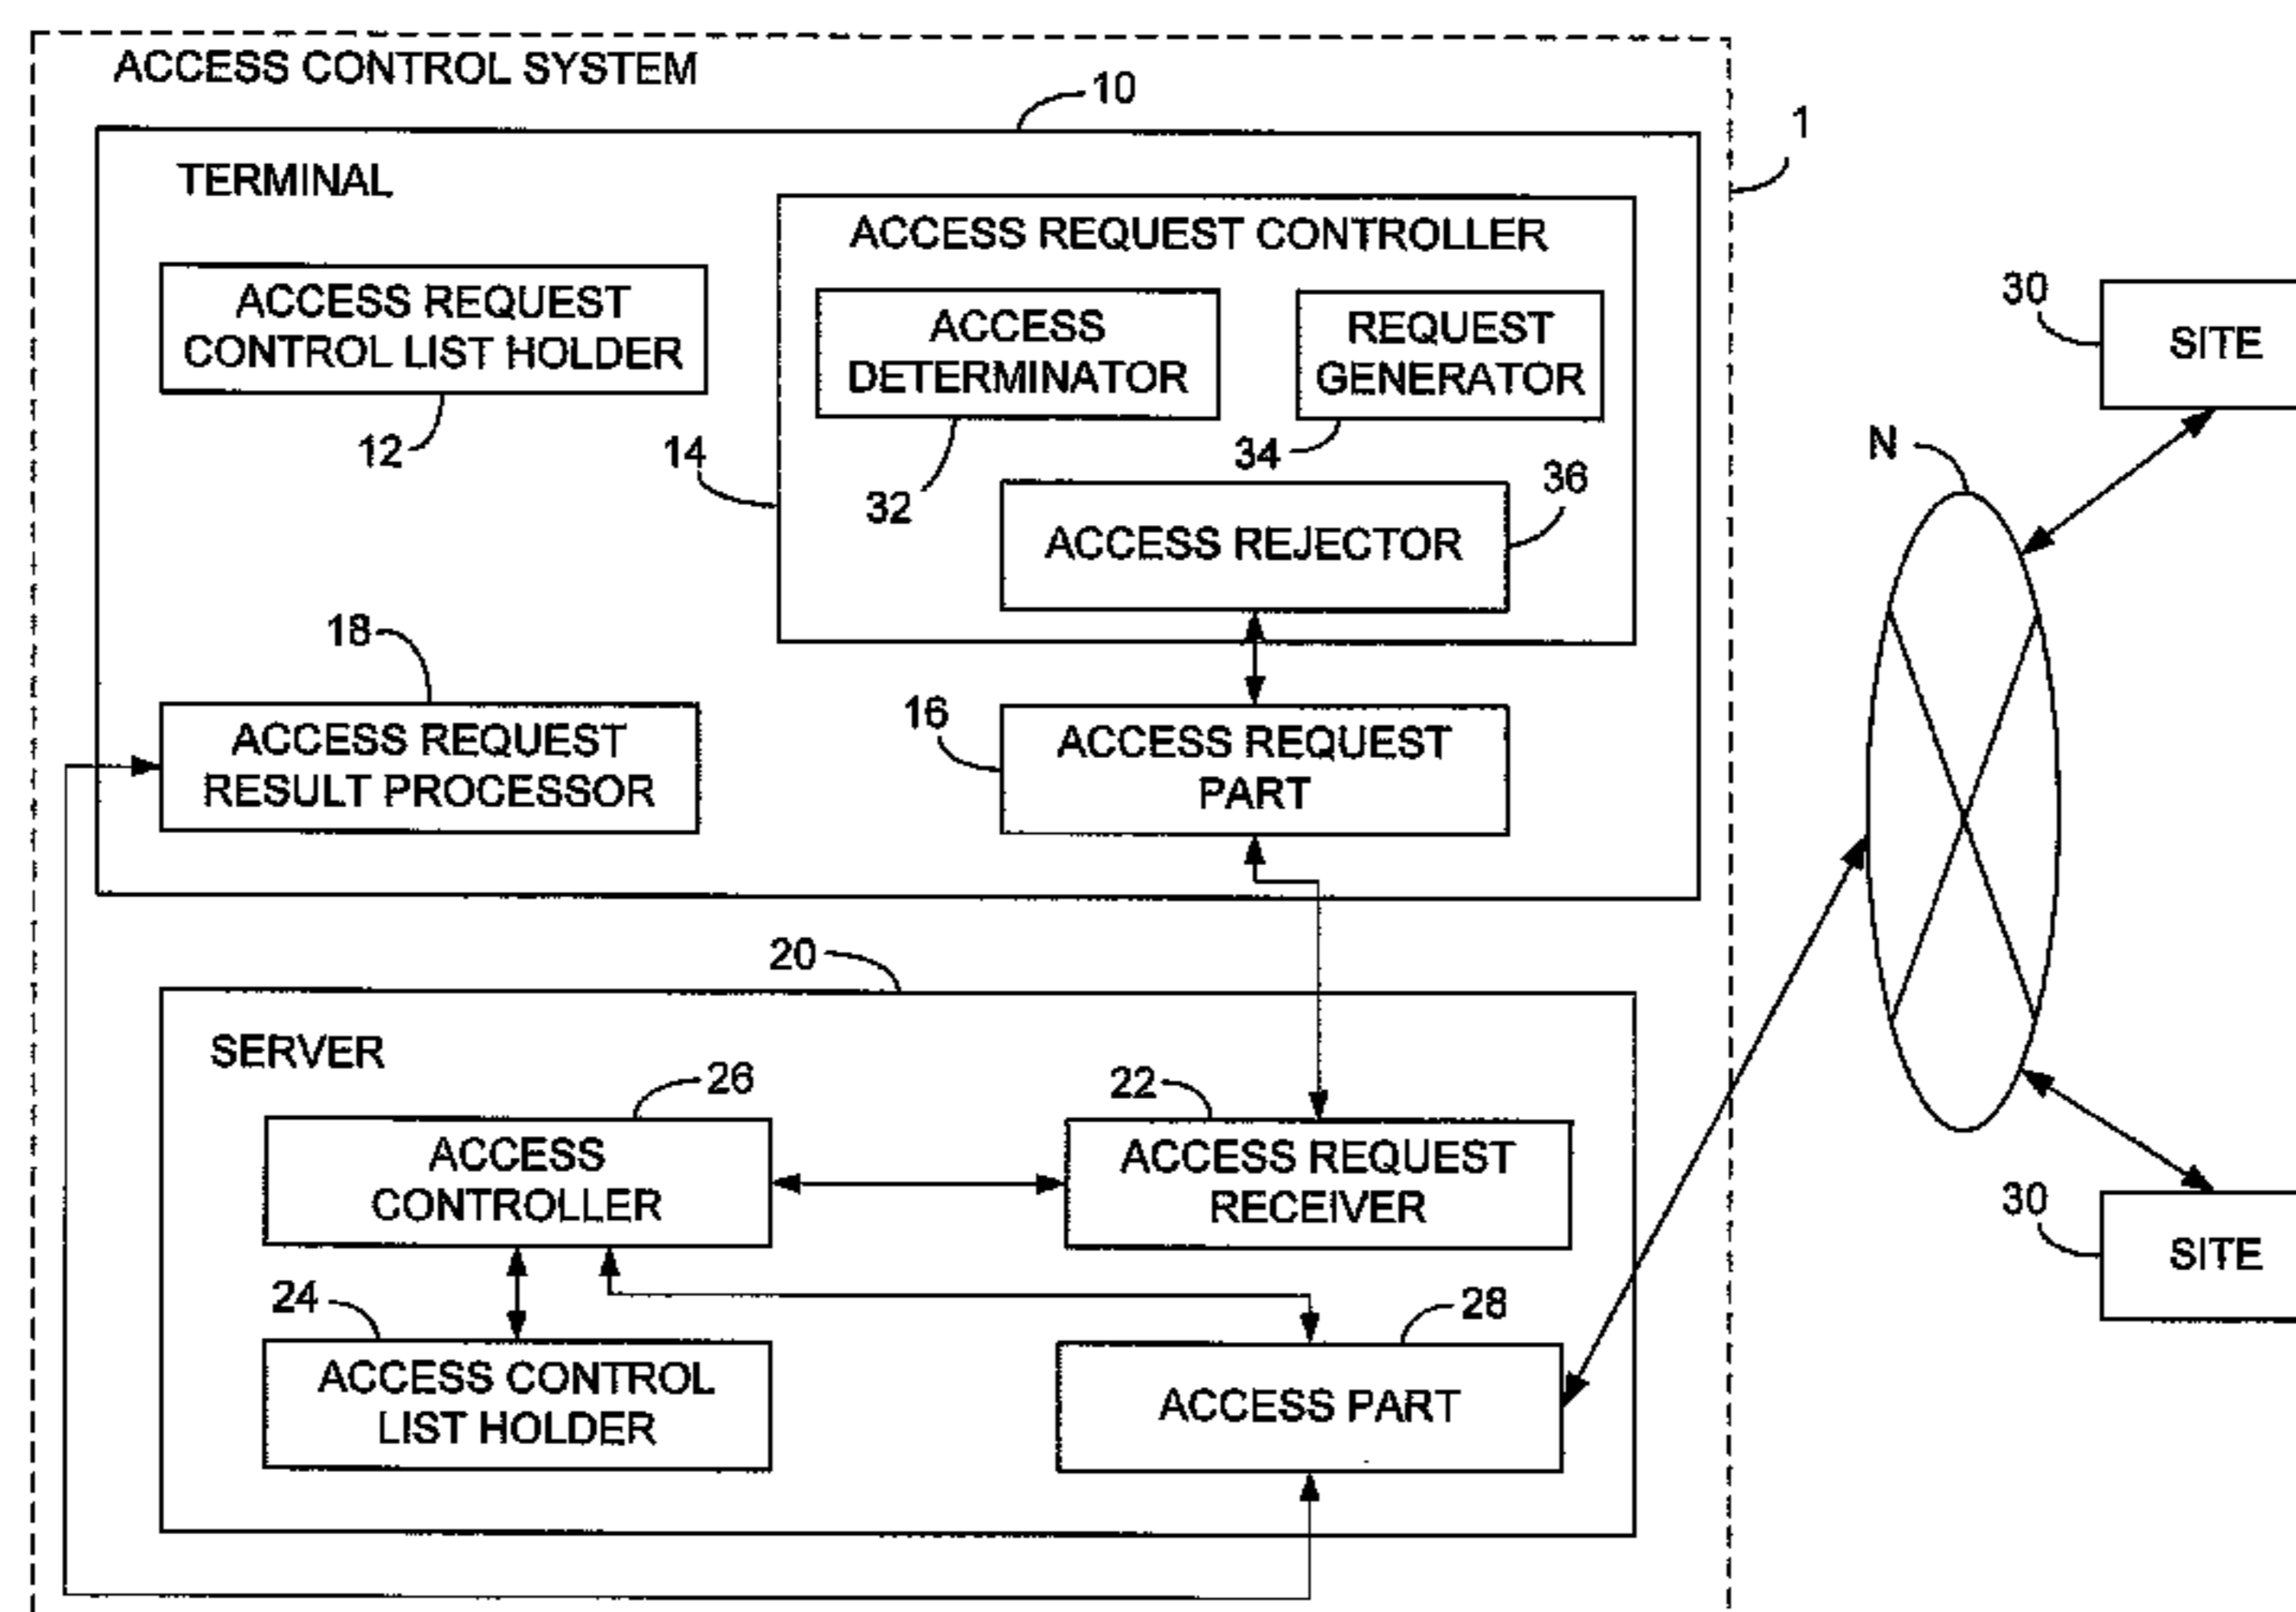 ACCESS CONTROL SYSTEM
10
1
TERMINAL
ACCESS REQUEST CONTROLLER
ACCESS REQUEST
CONTROL LIST HOLDER
12
ACCESS
DETERMINATOR
32
REQUEST
GENERATOR
34
14
36
ACCESS REJECTOR
18
ACCESS REQUEST
RESULT PROCESSOR
16
ACCESS REQUEST
PART
20
SERVER
26
ACCESS
CONTROLLER
22
ACCESS REQUEST
RECEIVER
24
ACCESS CONTROL
LIST HOLDER
28
ACCESS PART
N
30
SITE
30
SITE